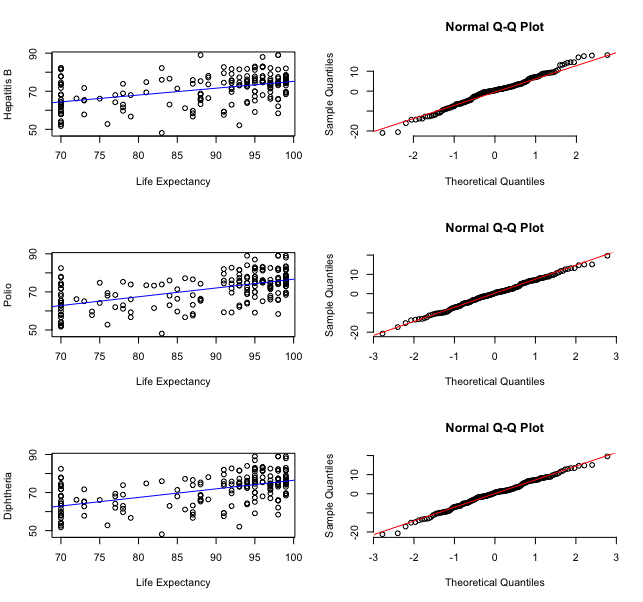 Hepatitis B
90
70
50
70 75 80 85 90 95 100
Life Expectancy
Normal Q-Q Plot
Sample Quantiles
10
0
-20
-2 -1 0 1 2
Theoretical Quantiles
Polio
90
70
50
70 75 80 85 90 95 100
Life Expectancy
Normal Q-Q Plot
Sample Quantiles
10
0
-20
-3 -2 -1 0 1 2 3
Theoretical Quantiles
Diphtheria
90
70
50
70 75 80 85 90 95 100
Life Expectancy
Normal Q-Q Plot
Sample Quantiles
10
0
-20
-3 -2 -1 0 1 2 3
Theoretical Quantiles